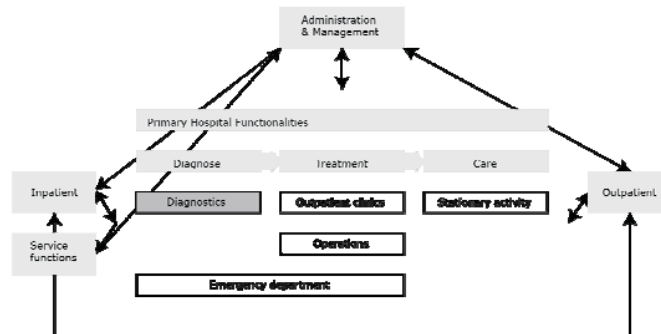 Administration
& Management
Primary Hospital Functionalities
Diagnose
Treatment
Care
Inpatient
Diagnostics
Outpatient clinics
Stationary activity
Outpatient
Service
functions
Operations
Emergency department